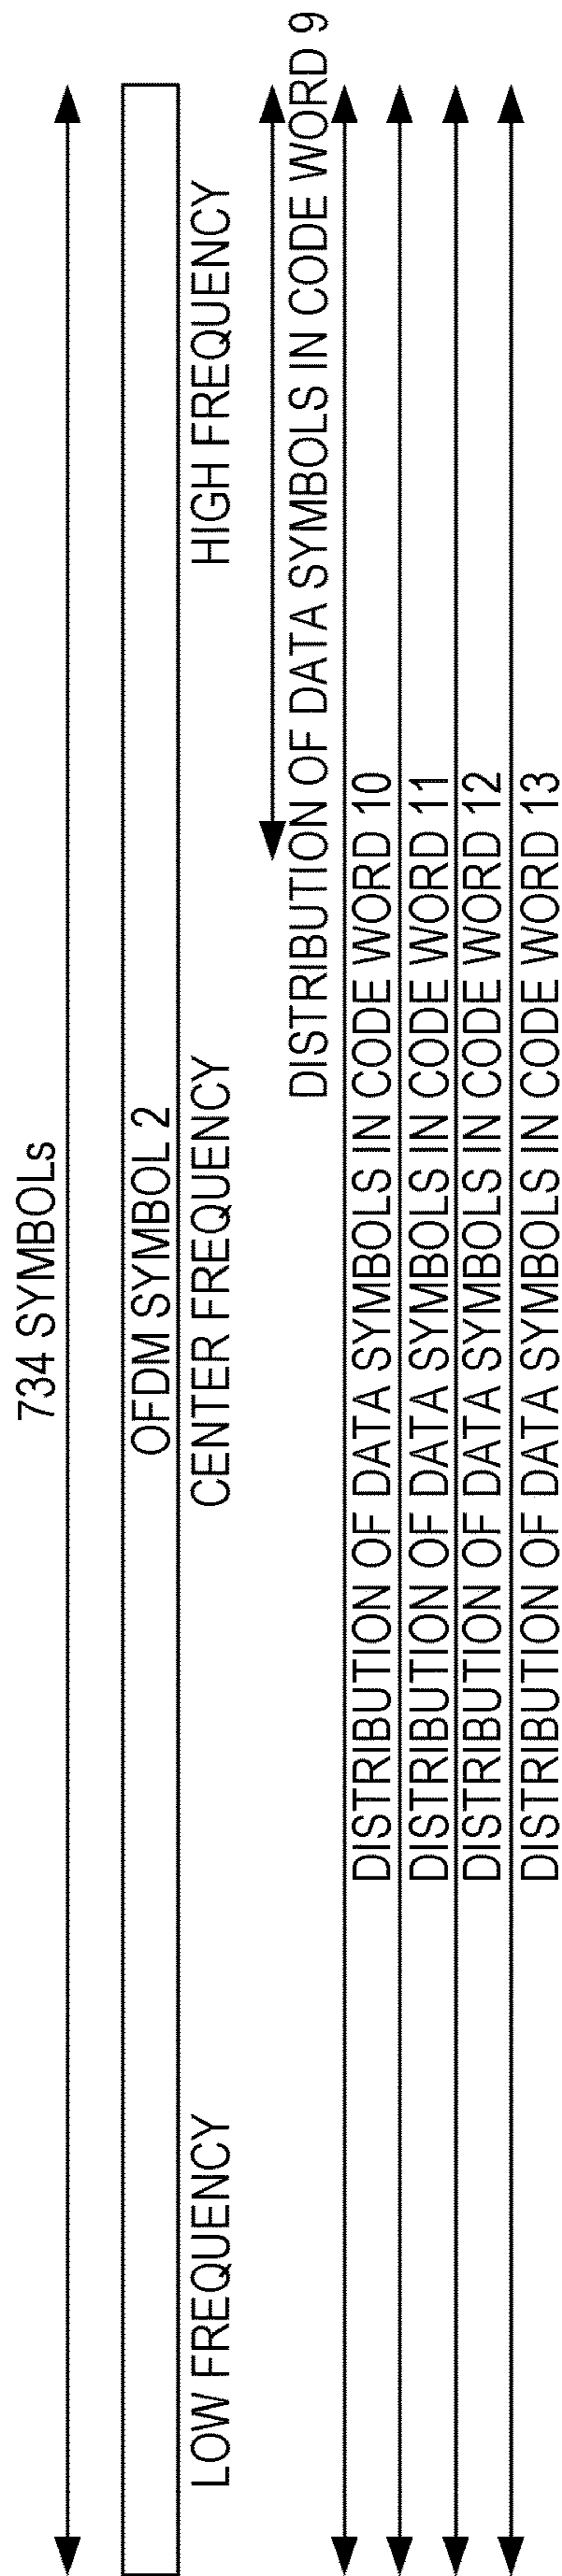 734 SYMBOLs
OFDM SYMBOL 2
LOW FREQUENCY
CENTER FREQUENCY
HIGH FREQUENCY
DISTRIBUTION OF DATA SYMBOLS IN CODE WORD 9
DISTRIBUTION OF DATA SYMBOLS IN CODE WORD 10
DISTRIBUTION OF DATA SYMBOLS IN CODE WORD 11
DISTRIBUTION OF DATA SYMBOLS IN CODE WORD 12
DISTRIBUTION OF DATA SYMBOLS IN CODE WORD 13